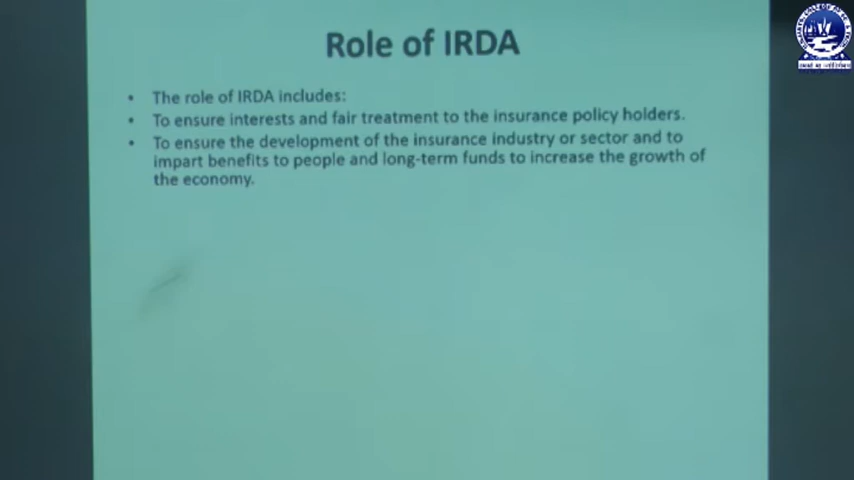 Role of IRDA
• The role of IRDA includes:
• To ensure interests and fair treatment to the insurance policy holders.
• To ensure the development of the insurance industry or sector and to
impart benefits to people and long-term funds to increase the growth of
the economy.